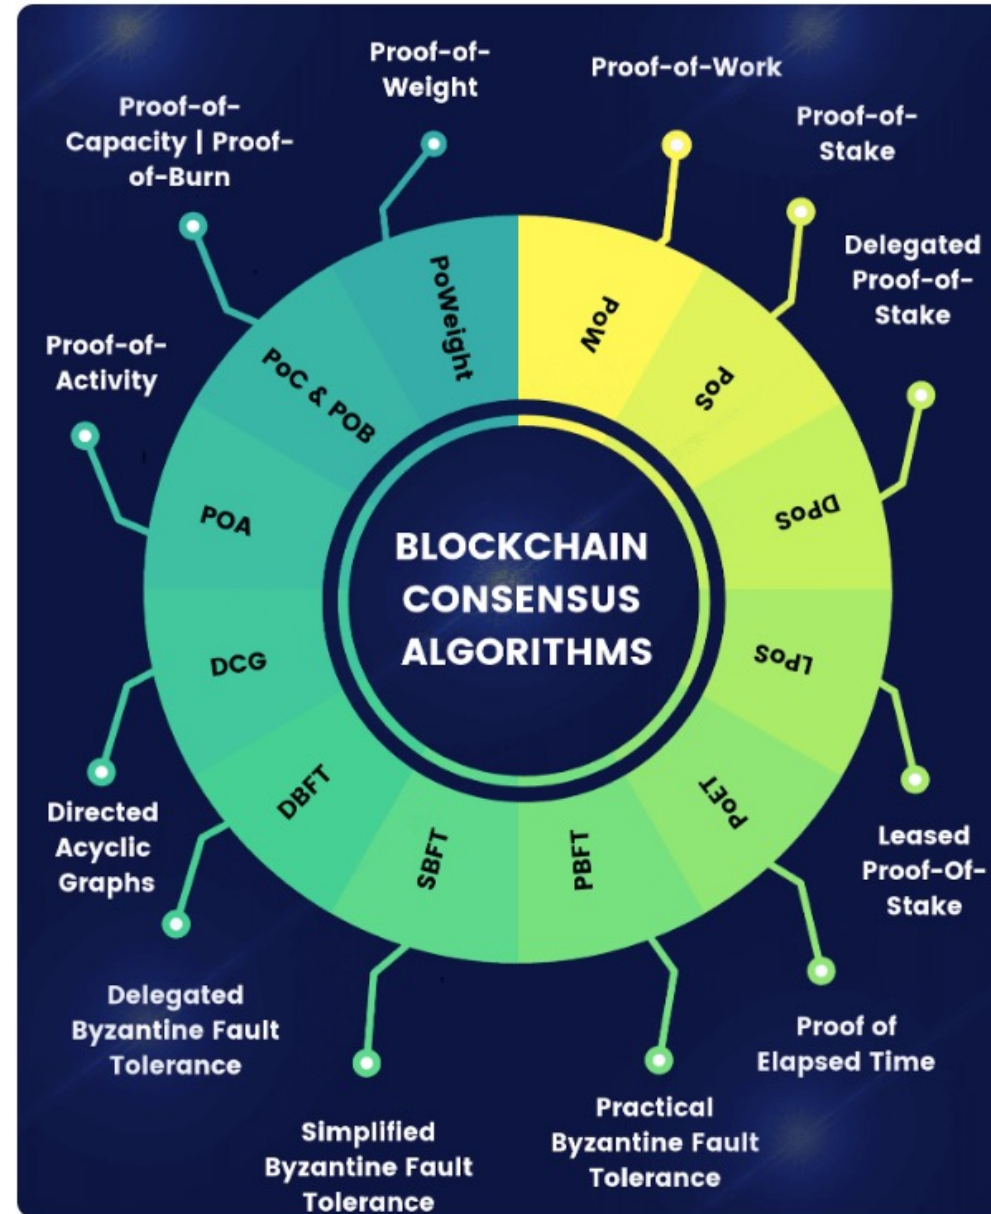 Proof-of-
Weight
Proof-of-Work
Proof-of-
Capacity | Proof-
of-Burn
Proof-of-
Stake
Delegated
Proof-of-
Stake
Proof-of-
Activity
PoWeight
PoW
PoC & POB
PoS
POA
DPoS
BLOCKCHAIN
CONSENSUS
ALGORITHMS
DCG
LPoS
DBFT
PoET
SBFT
PBFT
Directed
Acyclic
Graphs
Leased
Proof-Of-
Stake
Delegated
Byzantine Fault
Tolerance
Proof of
Elapsed Time
Simplified
Byzantine Fault
Tolerance
Practical
Byzantine Fault
Tolerance